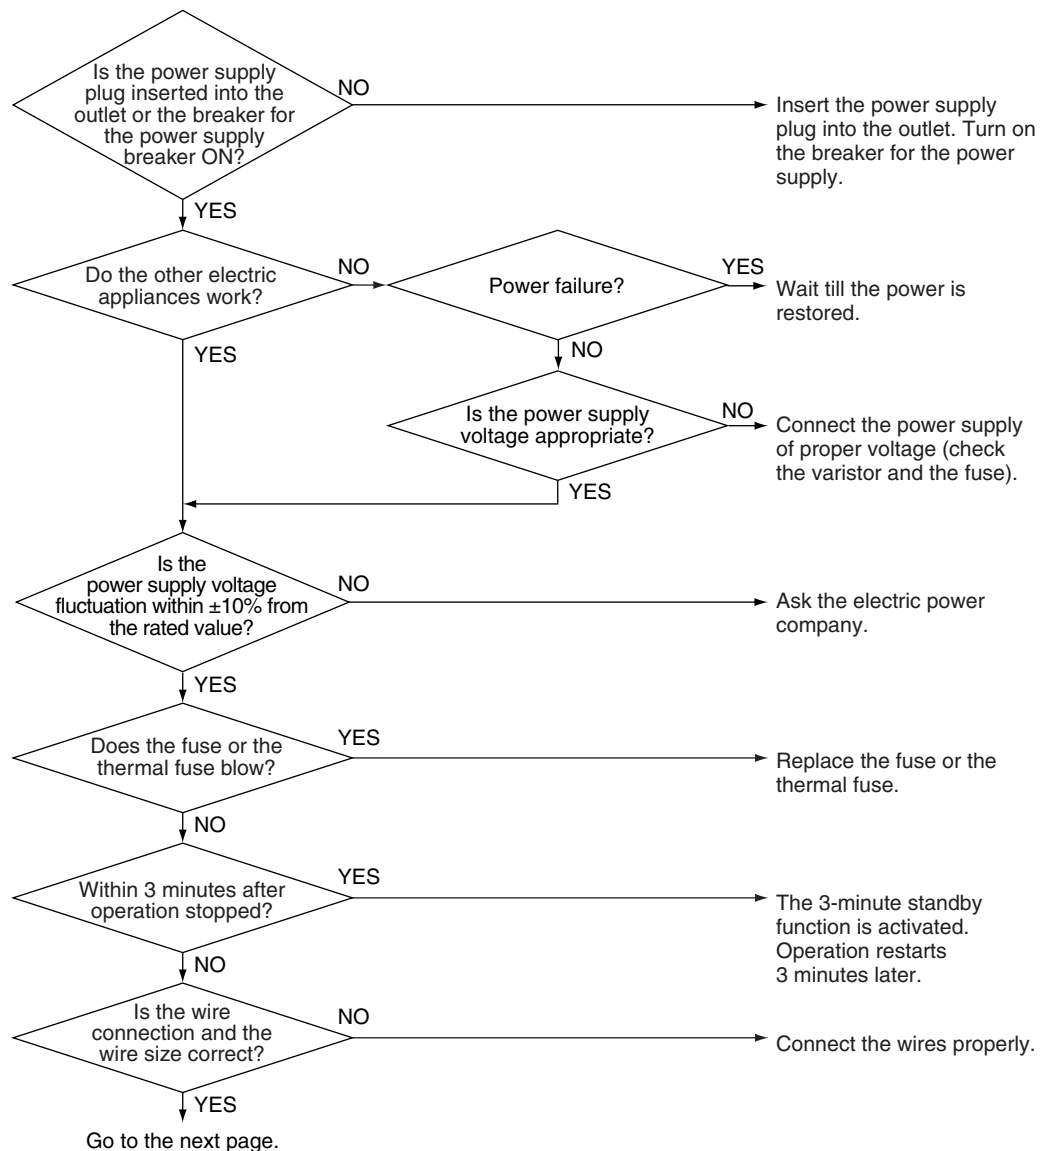 Is the power supply
plug inserted into the
outlet or the breaker for
the power supply
breaker ON?
NO
Insert the power supply
plug into the outlet. Turn on
the breaker for the power
supply.
YES
Do the other electric
appliances work?
NO
Power failure?
YES
Wait till the power is
restored.
YES
NO
Is the power supply
voltage appropriate?
NO
Connect the power supply
of proper voltage (check
the varistor and the fuse).
YES
Is the
power supply voltage
fluctuation within ±10% from
the rated value?
NO
Ask the electric power
company.
YES
Does the fuse or the
thermal fuse blow?
YES
Replace the fuse or the
thermal fuse.
NO
Within 3 minutes after
operation stopped?
YES
The 3-minute standby
function is activated.
Operation restarts
3 minutes later.
NO
Is the wire
connection and the
wire size correct?
NO
Connect the wires properly.
YES
Go to the next page.